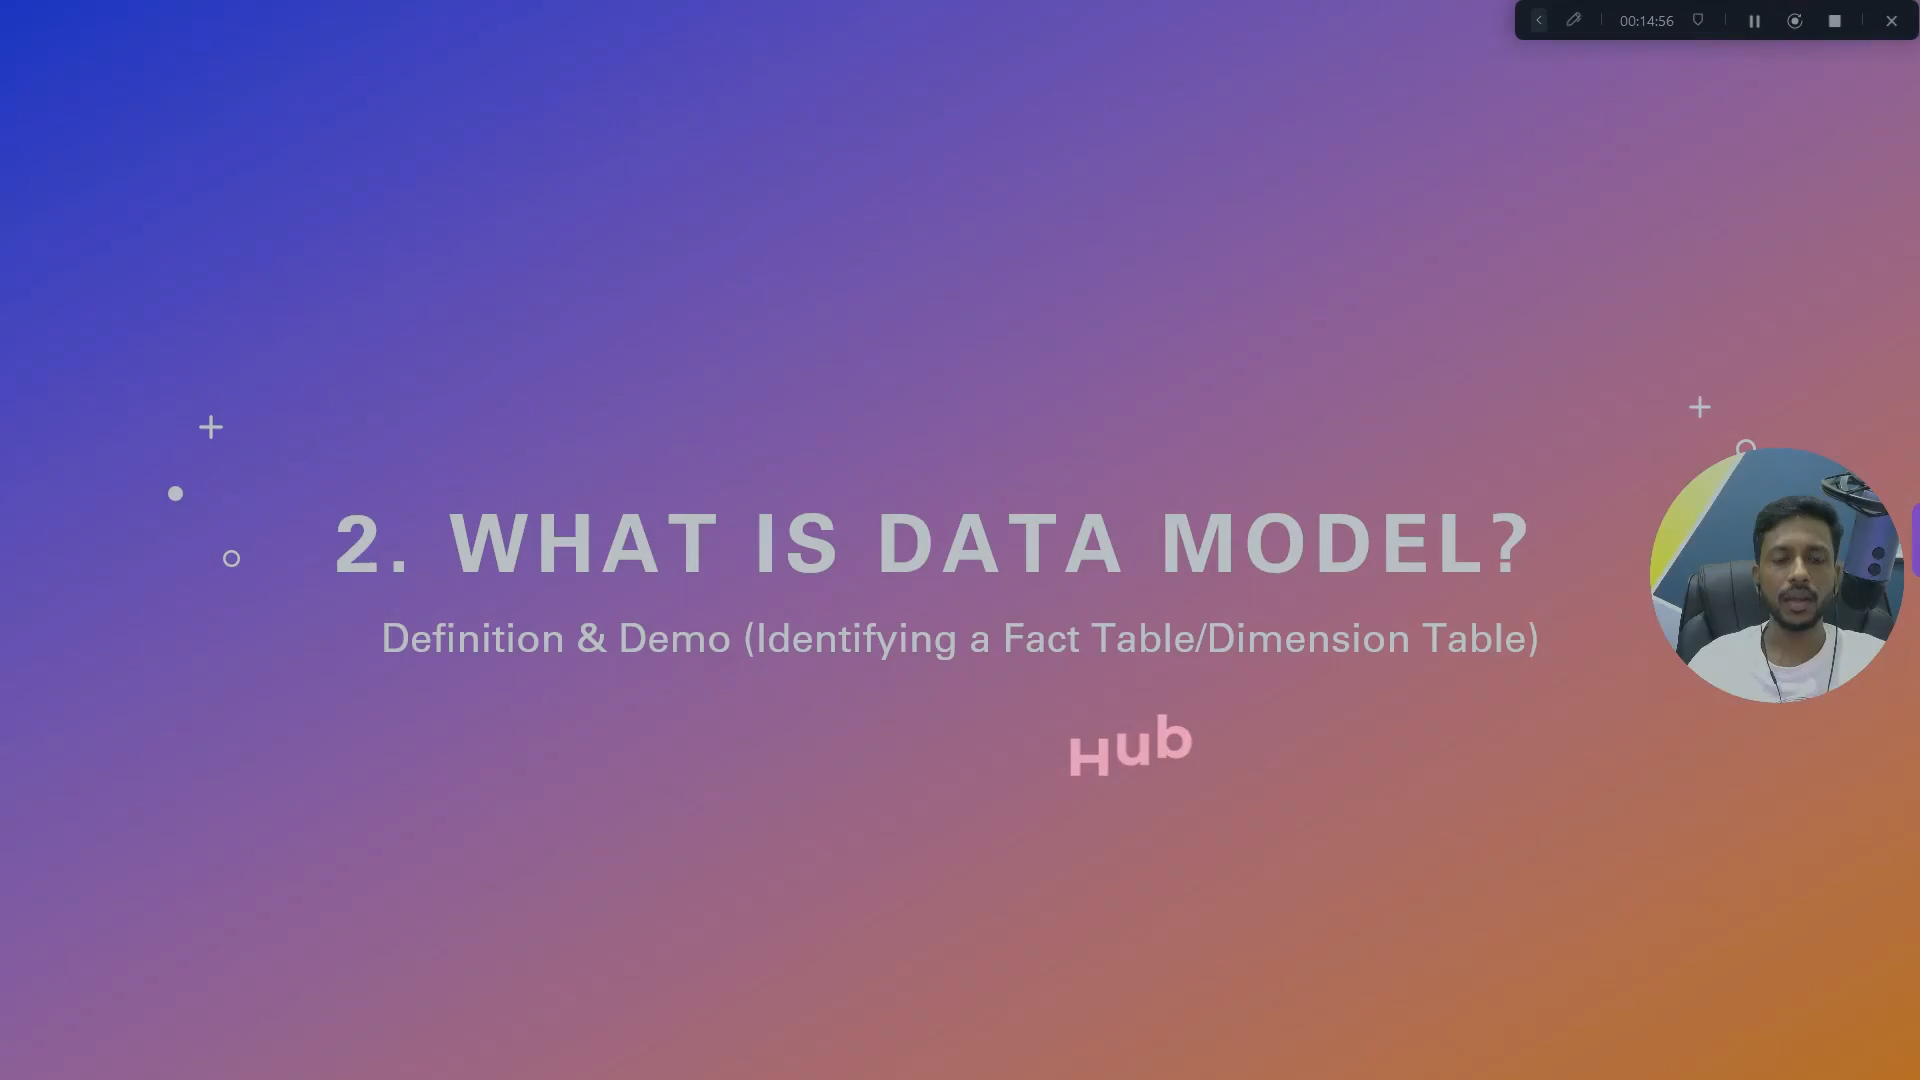 00:14:56
2. WHAT IS DATA MODEL?
Definition & Demo (Identifying a Fact Table/Dimension Table)
Hub